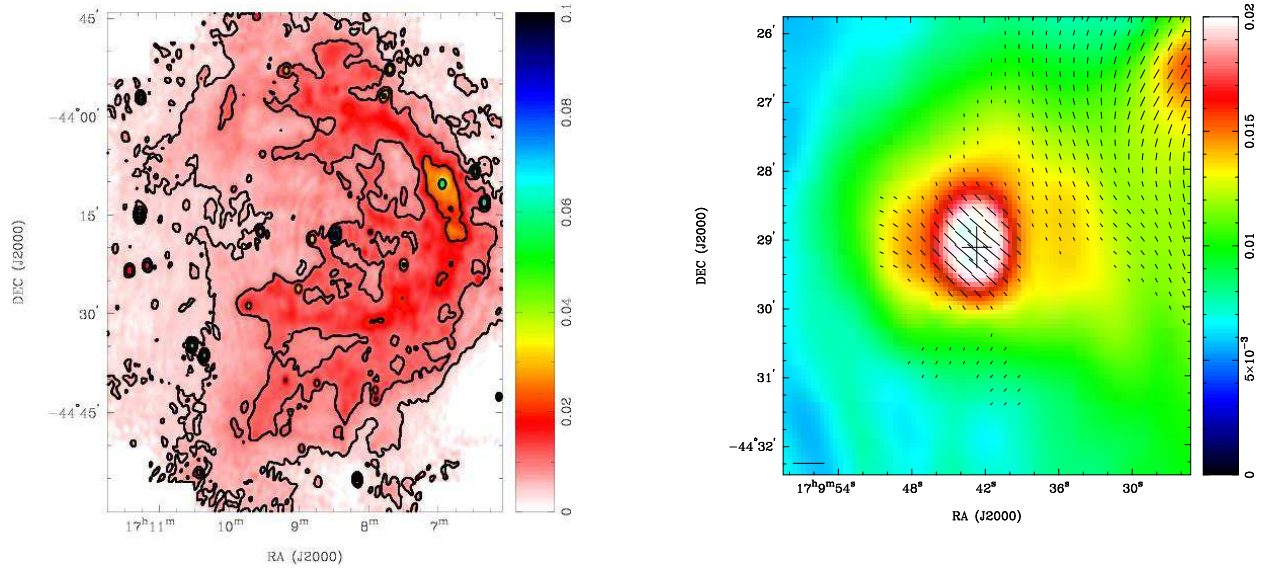 45′
−44° 00′
15′
30′
−44° 45′
17ʰ11ᵐ
10ᵐ
9ᵐ
8ᵐ
7ᵐ
DEC (J2000)
RA (J2000)
0.1
0.08
0.06
0.04
0.02
0
26′
27′
28′
29′
30′
31′
−44° 32′
17ʰ9ᵐ54ˢ
48ˢ
42ˢ
36ˢ
30ˢ
DEC (J2000)
RA (J2000)
0.02
0.015
0.01
5×10⁻³
0